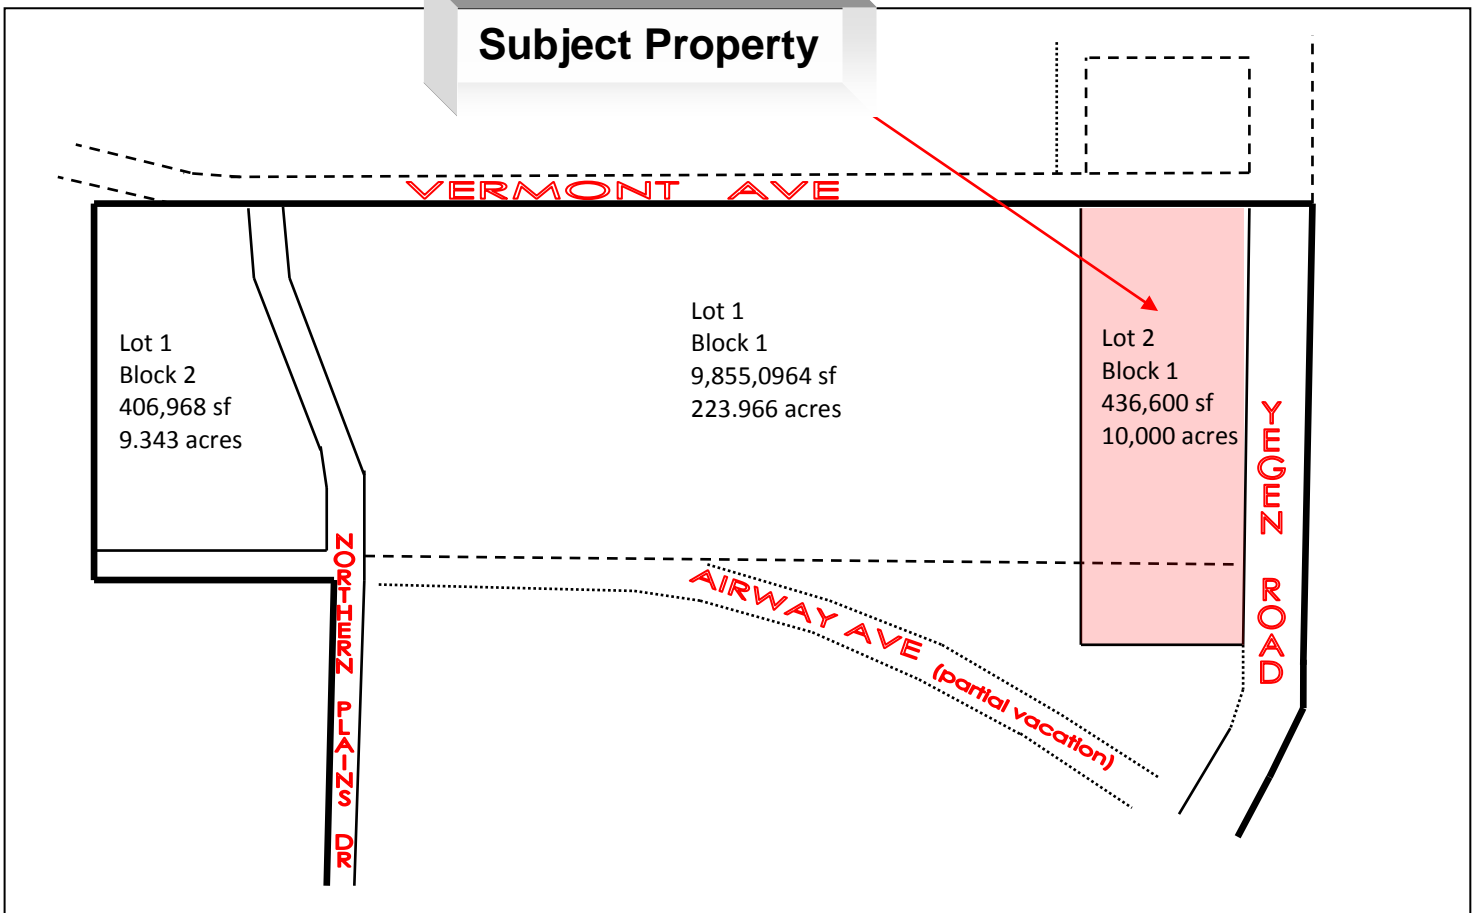 Subject Property
VERMONT AVE
Lot 1
Block 2
406,968 sf
9.343 acres
Lot 1
Block 1
9,855,0964 sf
223.966 acres
Lot 2
Block 1
436,600 sf
10,000 acres
YEGEN ROAD
NORTHERN PLAINS DR
AIRWAY AVE (partial vacation)